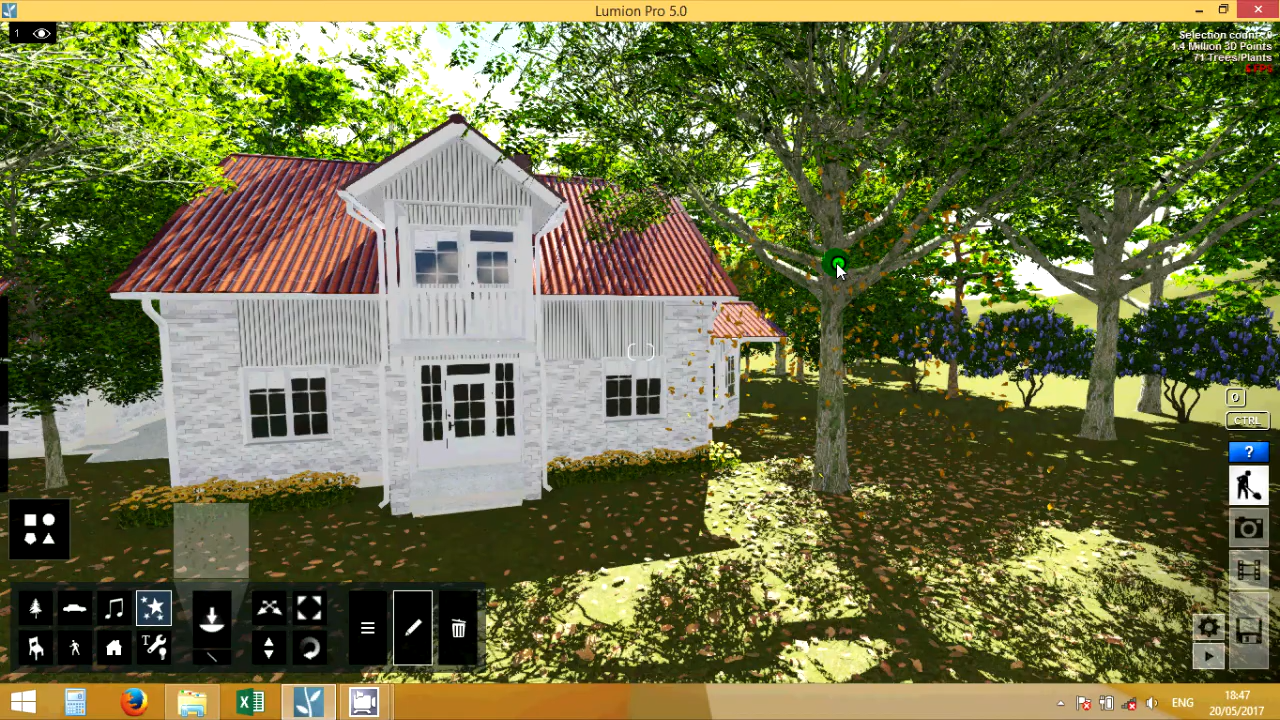 Lumion Pro 5.0
1
Selection count: 0
1.4 Million 3D Points
71 Trees/Plants
O
CTRL
?
T
ENG
18:47
20/05/2017